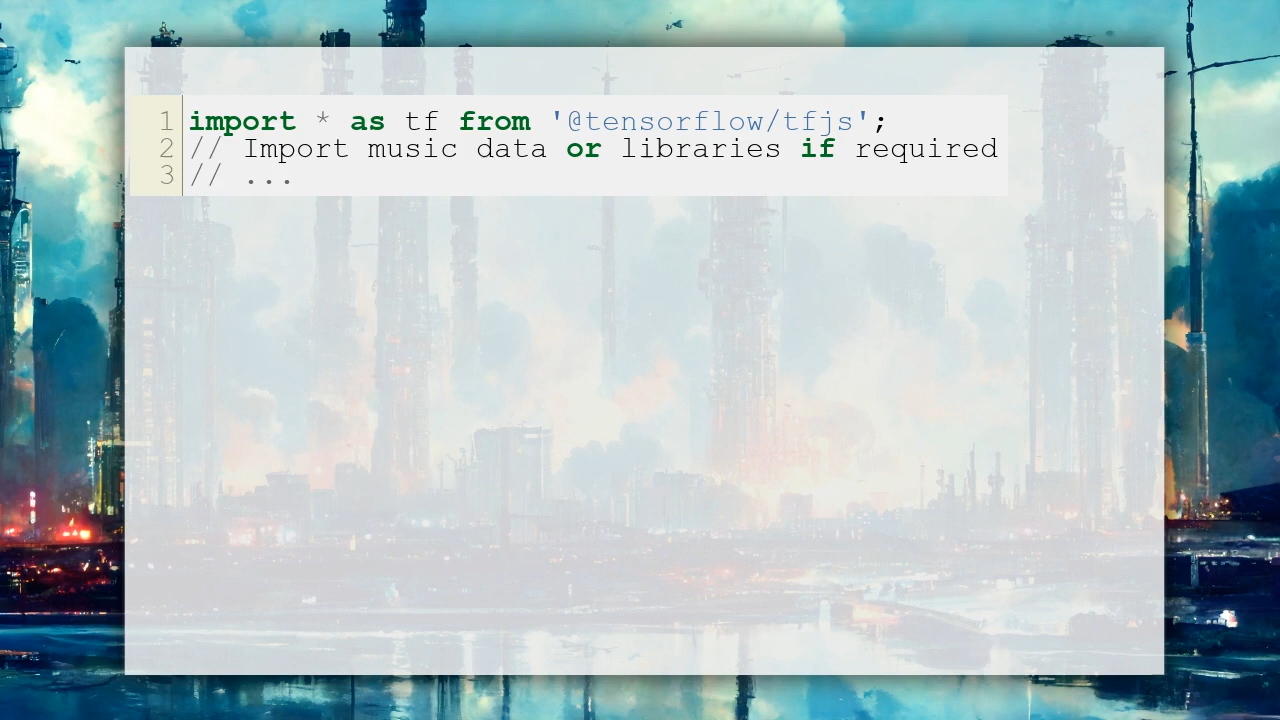 1 import * as tf from '@tensorflow/tfjs';
2 // Import music data or libraries if required
3 // ...